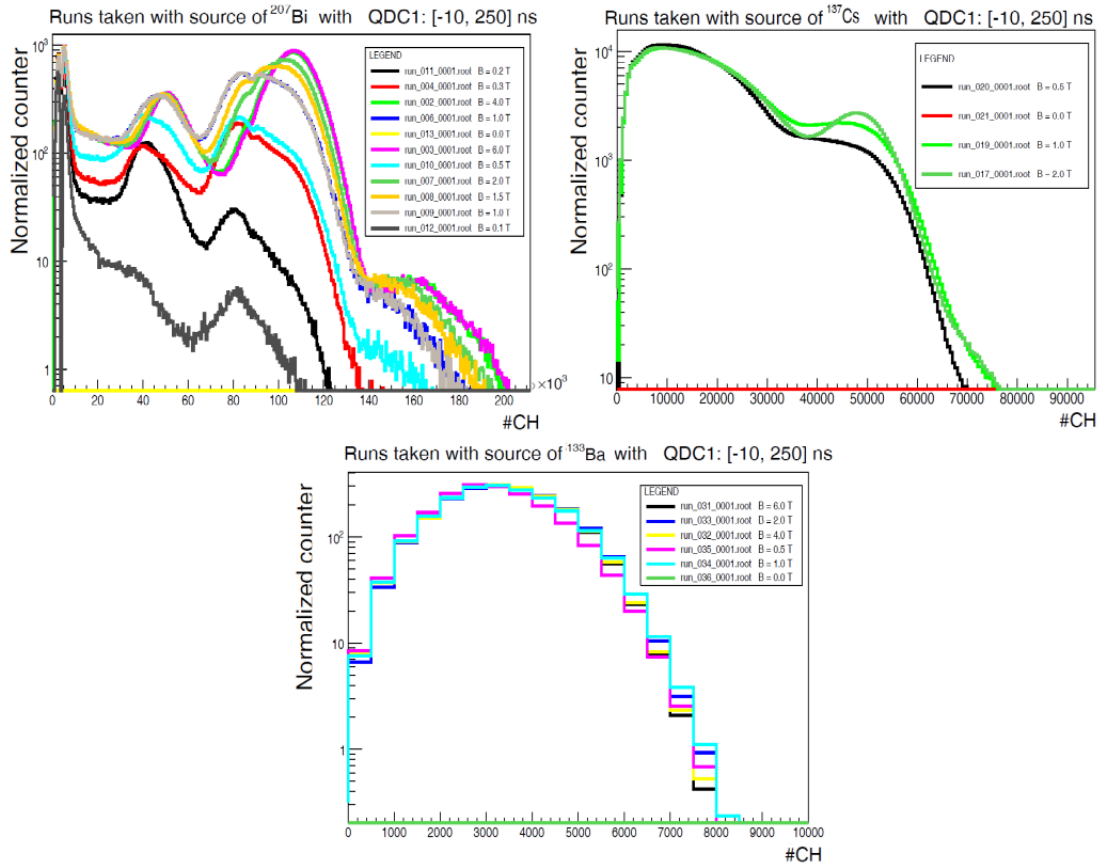 Runs taken with source of ²⁰⁷Bi with QDC1: [-10, 250] ns
Normalized counter
10³
10²
10
1
LEGEND
run_011_0001.root B = 0.2 T
run_004_0001.root B = 0.3 T
run_002_0001.root B = 4.0 T
run_006_0001.root B = 1.0 T
run_013_0001.root B = 0.0 T
run_003_0001.root B = 6.0 T
run_010_0001.root B = 0.5 T
run_007_0001.root B = 2.0 T
run_008_0001.root B = 1.5 T
run_009_0001.root B = 1.0 T
run_012_0001.root B = 0.1 T
×10³
0 20 40 60 80 100 120 140 160 180 200
#CH
Runs taken with source of ¹³⁷Cs with QDC1: [-10, 250] ns
Normalized counter
10⁴
10³
10²
10
LEGEND
run_020_0001.root B = 0.5 T
run_021_0001.root B = 0.0 T
run_019_0001.root B = 1.0 T
run_017_0001.root B = 2.0 T
0 10000 20000 30000 40000 50000 60000 70000 80000 90000
#CH
Runs taken with source of ¹³³Ba with QDC1: [-10, 250] ns
Normalized counter
10²
10
1
LEGEND
run_031_0001.root B = 6.0 T
run_033_0001.root B = 2.0 T
run_032_0001.root B = 4.0 T
run_035_0001.root B = 0.5 T
run_034_0001.root B = 1.0 T
run_036_0001.root B = 0.0 T
0 1000 2000 3000 4000 5000 6000 7000 8000 9000 10000
#CH